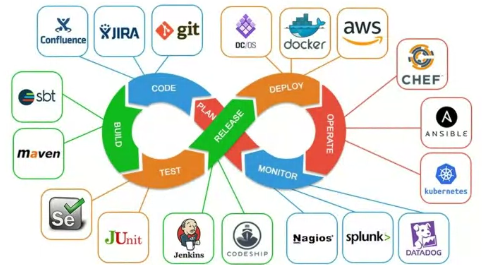 Confluence
JIRA
git
DC/OS
docker
aws
CHEF
sbt
CODE
DEPLOY
PLAN
RELEASE
BUILD
OPERATE
ANSIBLE
maven
TEST
MONITOR
kubernetes
Se
JUnit
Jenkins
CODESHIP
Nagios
splunk>
DATADOG